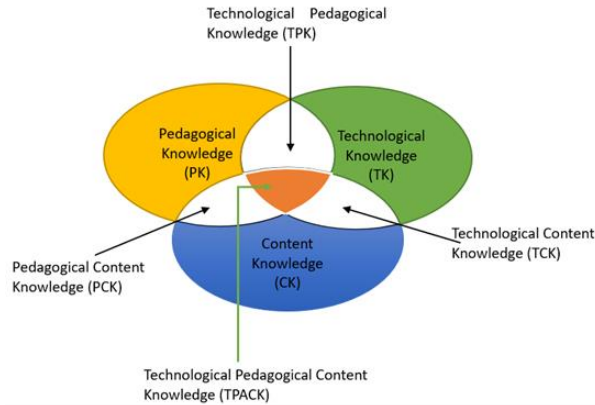 Technological Pedagogical
Knowledge (TPK)
Pedagogical
Knowledge
(PK)
Technological
Knowledge
(TK)
Content
Knowledge
(CK)
Technological Content
Knowledge (TCK)
Pedagogical Content
Knowledge (PCK)
Technological Pedagogical Content
Knowledge (TPACK)